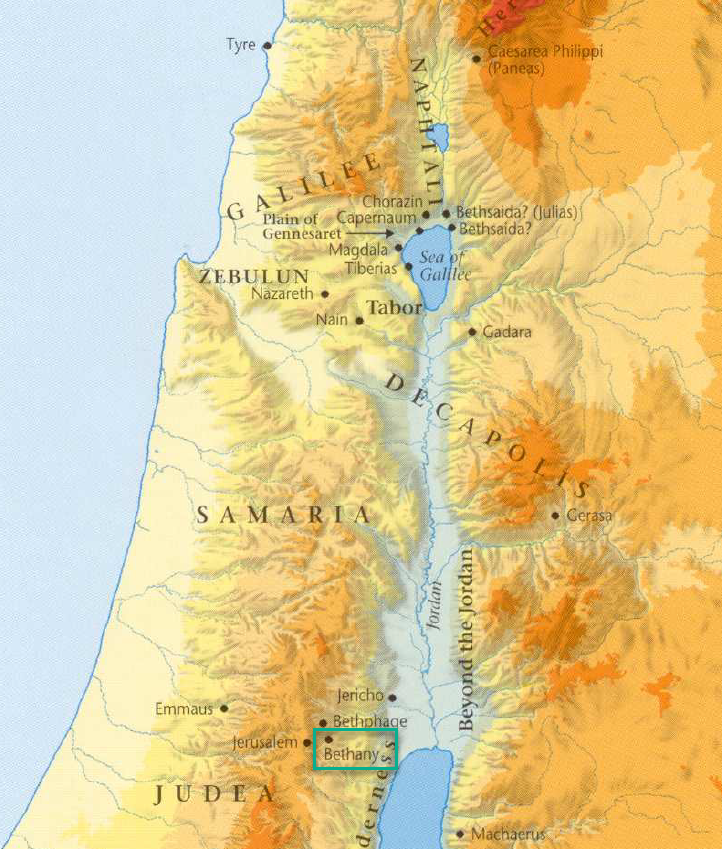 Her
Tyre
Caesarea Philippi
(Paneas)
NAPHTALI
GALILEE
Chorazin
Bethsaida? (Julias)
Plain of
Gennesaret
Capernaum
Bethsaida?
Magdala
Sea of
Galilee
Tiberias
ZEBULUN
Nazareth
Tabor
Nain
Gadara
DECAPOLIS
SAMARIA
Gerasa
Jordan
Beyond the Jordan
Jericho
Emmaus
Bethphage
Jerusalem
Bethany
derness
JUDEA
Machaerus